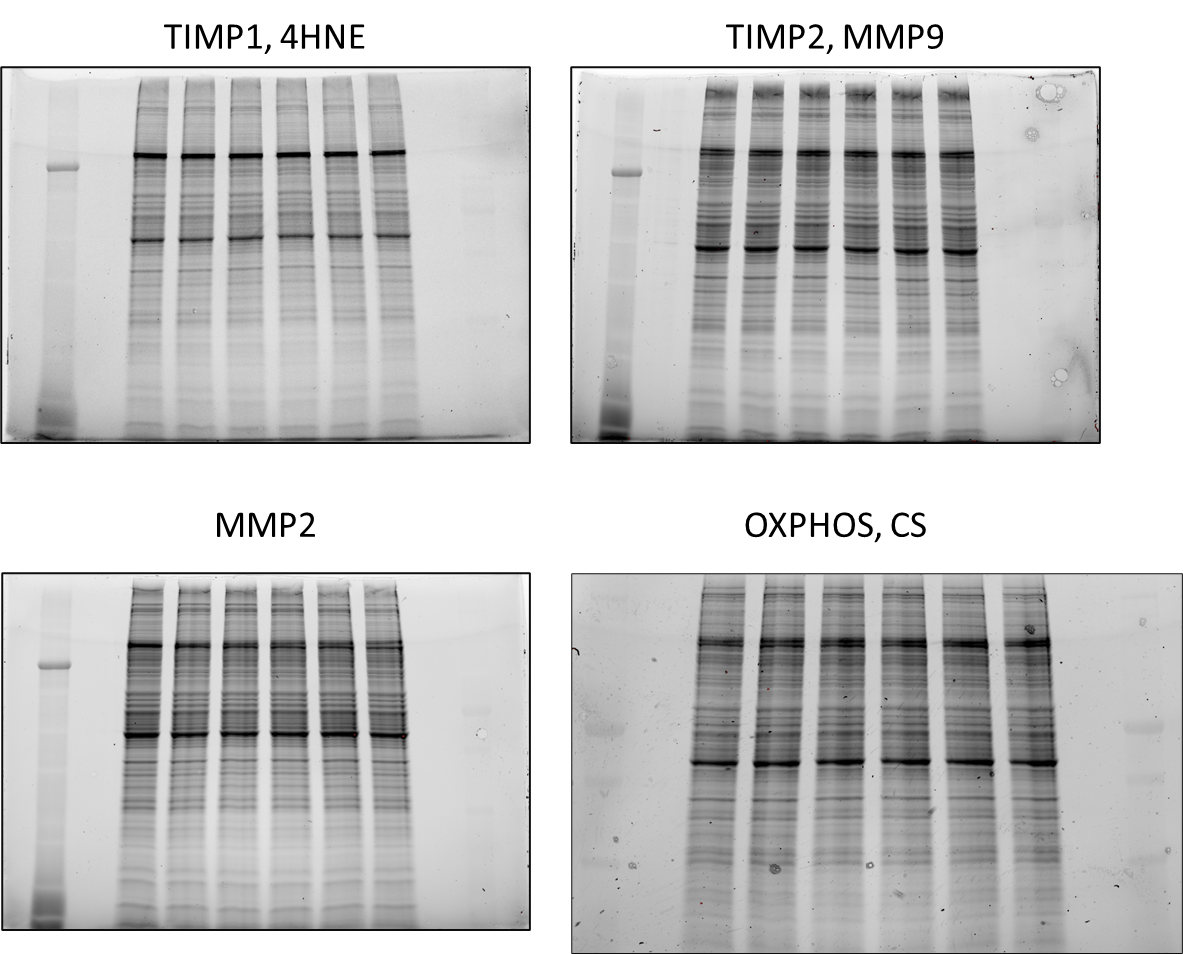 TIMP1, 4HNE
TIMP2, MMP9
MMP2
OXPHOS, CS